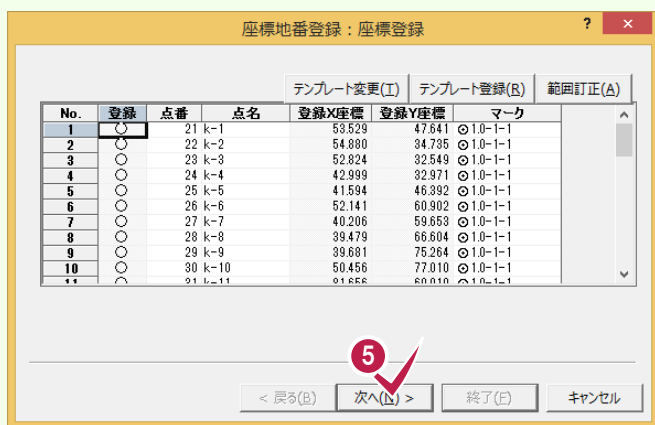 座標地番登録：座標登録 ? ×
テンプレート変更(T) テンプレート登録(R) 範囲訂正(A)
No. 登録 点番 点名 登録X座標 登録Y座標 マーク
1 ○ 21 k-1 53.529 47.641 ⊙1.0-1-1
2 ○ 22 k-2 54.880 34.735 ⊙1.0-1-1
3 ○ 23 k-3 52.824 32.549 ⊙1.0-1-1
4 ○ 24 k-4 42.999 32.971 ⊙1.0-1-1
5 ○ 25 k-5 41.594 46.392 ⊙1.0-1-1
6 ○ 26 k-6 52.141 60.902 ⊙1.0-1-1
7 ○ 27 k-7 40.206 59.653 ⊙1.0-1-1
8 ○ 28 k-8 39.479 66.604 ⊙1.0-1-1
9 ○ 29 k-9 39.681 75.264 ⊙1.0-1-1
10 ○ 30 k-10 50.456 77.010 ⊙1.0-1-1
11 ○ 31 k-11
5
< 戻る(B) 次へ(N) > 終了(F) キャンセル